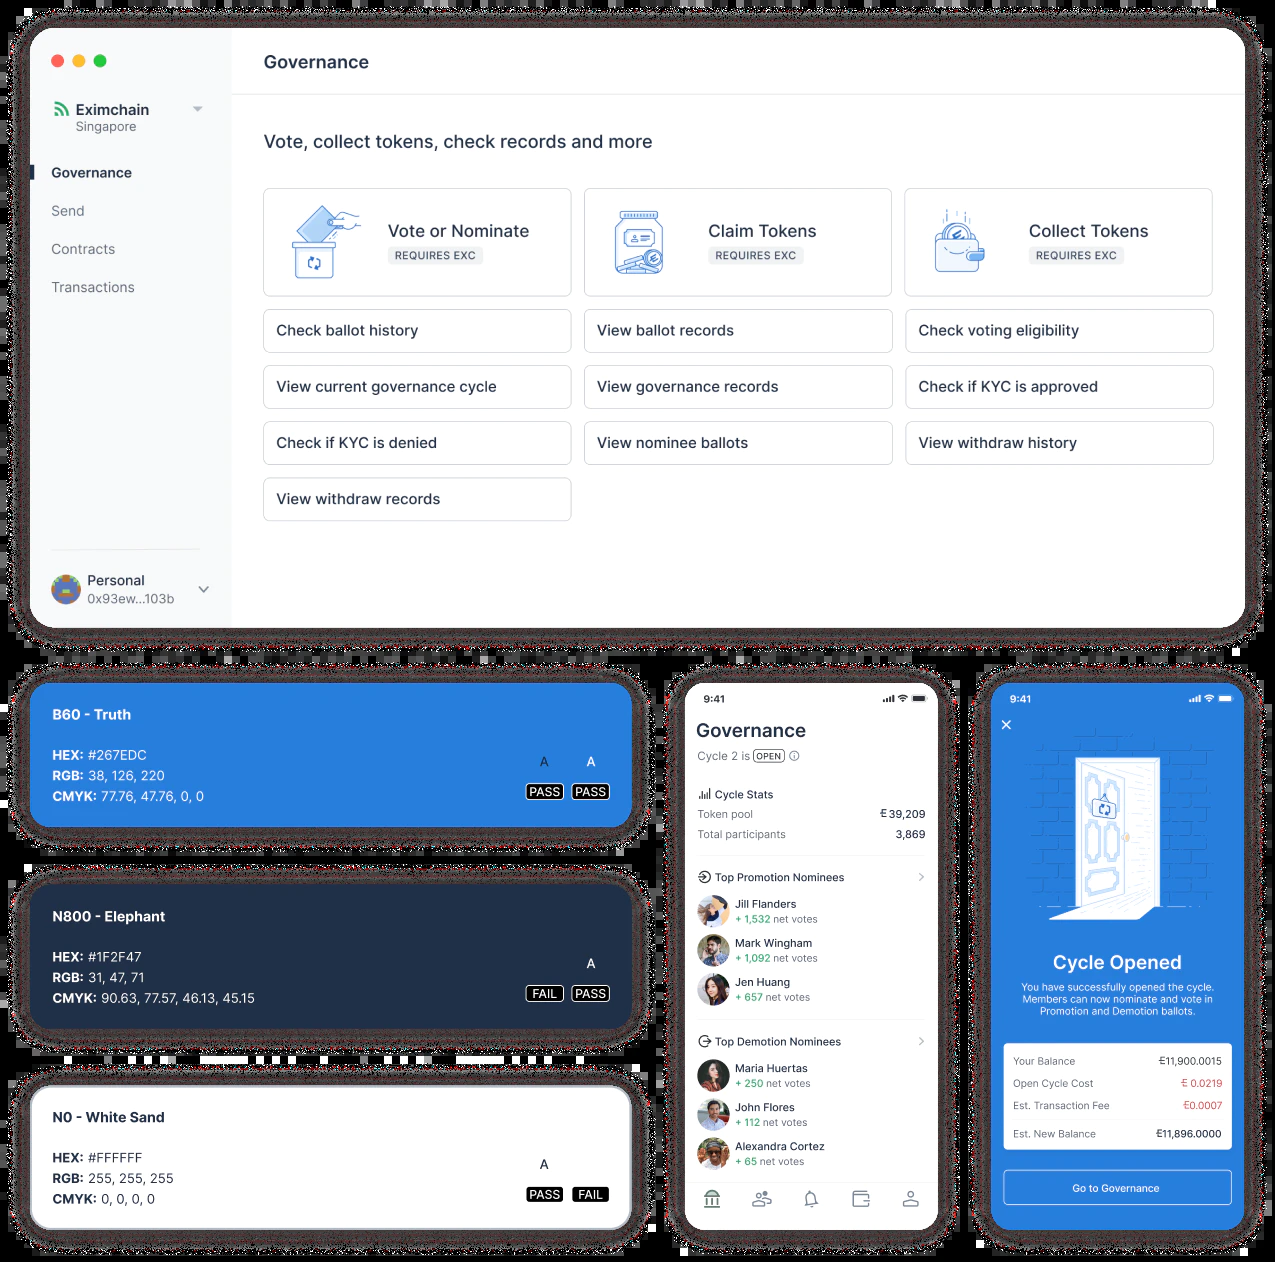 Governance
Eximchain
Singapore
Governance
Send
Contracts
Transactions
Personal
0x93ew...103b
Vote, collect tokens, check records and more
Vote or Nominate
REQUIRES EXC
Claim Tokens
REQUIRES EXC
Collect Tokens
REQUIRES EXC
Check ballot history
View ballot records
Check voting eligibility
View current governance cycle
View governance records
Check if KYC is approved
Check if KYC is denied
View nominee ballots
View withdraw history
View withdraw records
B60 - Truth
HEX: #267EDC
RGB: 38, 126, 220
CMYK: 77.76, 47.76, 0, 0
A A
PASS PASS
N800 - Elephant
HEX: #1F2F47
RGB: 31, 47, 71
CMYK: 90.63, 77.57, 46.13, 45.15
A
FAIL PASS
N0 - White Sand
HEX: #FFFFFF
RGB: 255, 255, 255
CMYK: 0, 0, 0, 0
A
PASS FAIL
9:41
Governance
Cycle 2 is OPEN
Cycle Stats
Token pool Ꞓ39,209
Total participants 3,869
Top Promotion Nominees
Jill Flanders
+ 1,532 net votes
Mark Wingham
+ 1,092 net votes
Jen Huang
+ 657 net votes
Top Demotion Nominees
Maria Huertas
+ 250 net votes
John Flores
+ 112 net votes
Alexandra Cortez
+ 65 net votes
9:41
Cycle Opened
You have successfully opened the cycle.
Members can now nominate and vote in
Promotion and Demotion ballots.
Your Balance Ꞓ11,900.0015
Open Cycle Cost Ꞓ 0.0219
Est. Transaction Fee Ꞓ0.0007
Est. New Balance Ꞓ11,896.0000
Go to Governance